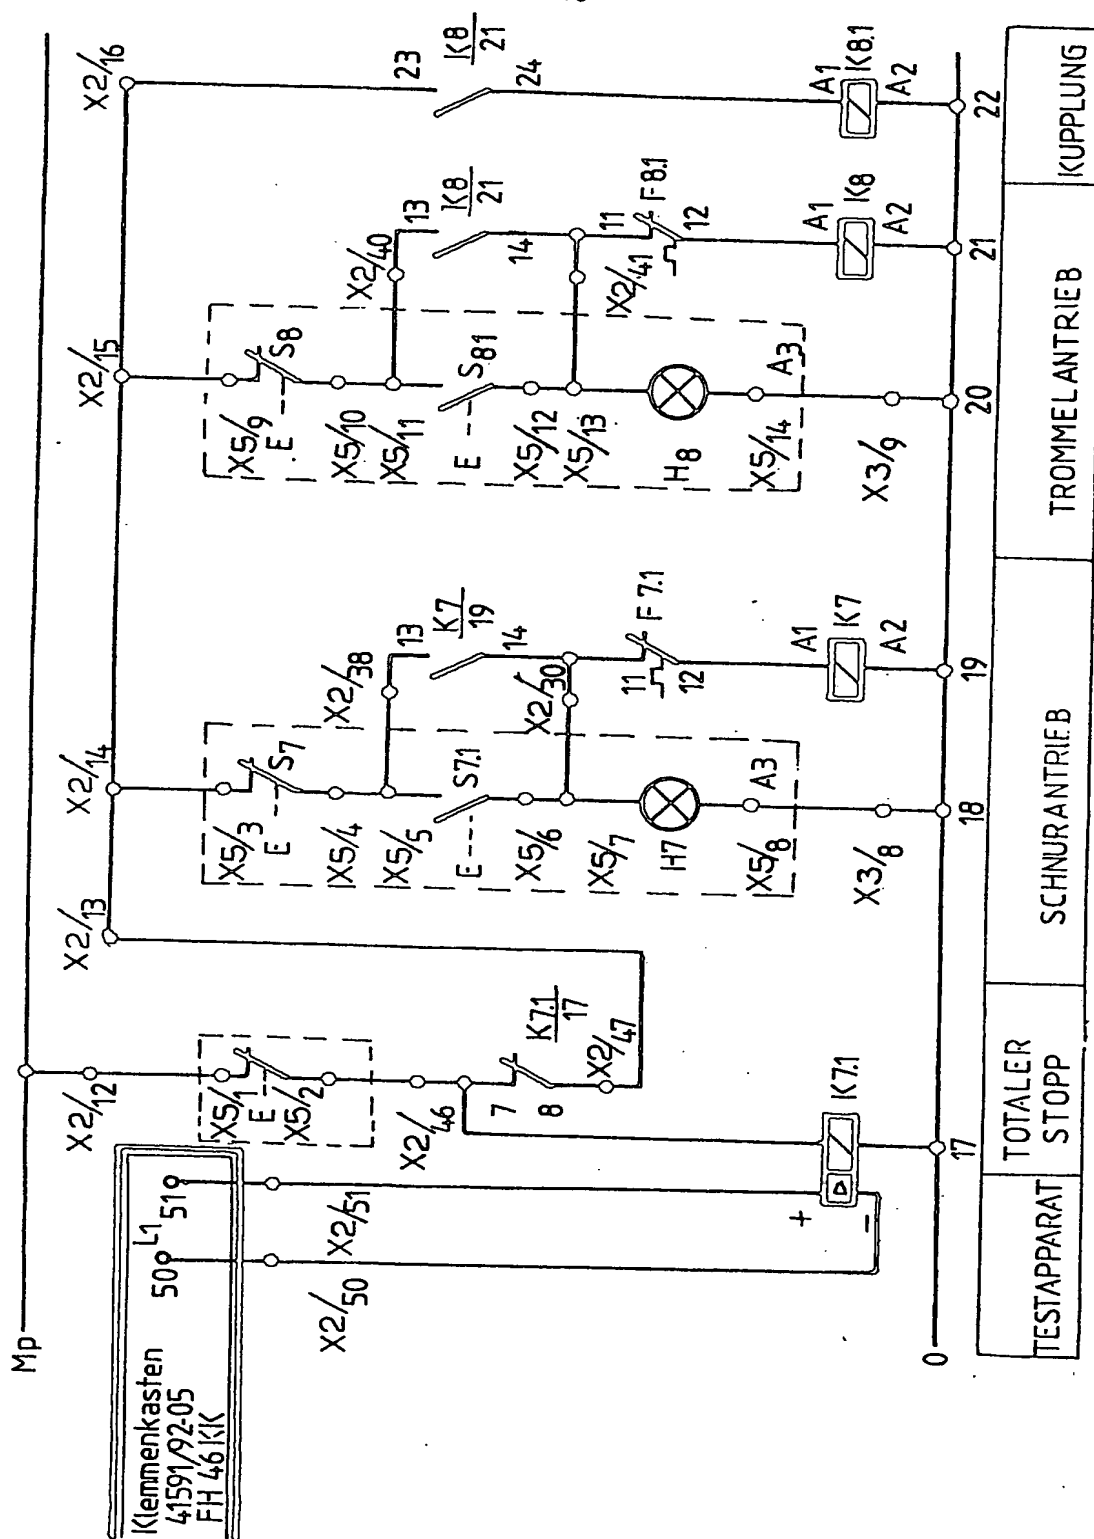 Mp
Klemmenkasten
41591/92-05
FH 46 KK
L1
50
51
X2/50
X2/51
+
-
X2/12
X5/1
E
X5/2
X2/46
7
8
K7.1
17
X2/47
K7.1
X2/13
X2/14
X5/3
E
S7
X5/4
X5/5
E
S7.1
X5/6
X5/7
H7
X5/8
A3
X3/8
X2/38
13
K7
19
14
X2/30
11
F 7.1
12
A1
K7
A2
X2/15
X5/9
E
S8
X5/10
X5/11
E
S81
X5/12
X5/13
H8
X5/14
A3
X3/9
X2/40
13
K8
21
14
X2/41
11
F8.1
12
A1
K8
A2
X2/16
23
K8
21
24
A1
K8.1
A2
0
17
18
19
20
21
22
TESTAPPARAT
TOTALER
STOPP
SCHNURANTRIEB
TROMMELANTRIEB
KUPPLUNG